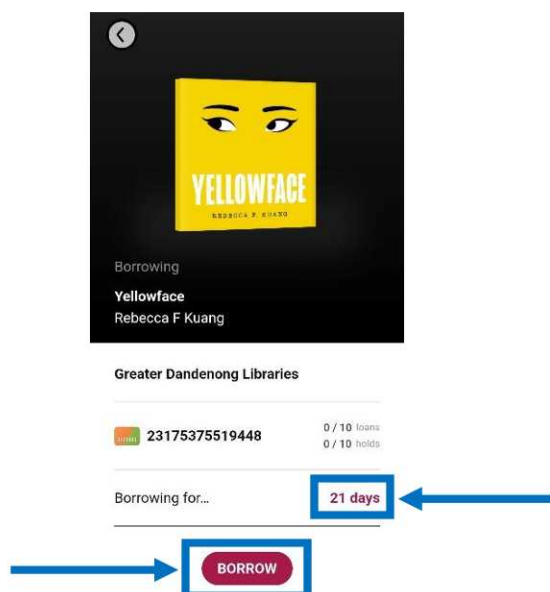 YELLOWFACE
REBECCA F. KUANG
Borrowing
Yellowface
Rebecca F Kuang
Greater Dandenong Libraries
23175375519448 0 / 10 loans
0 / 10 holds
Borrowing for... 21 days
BORROW